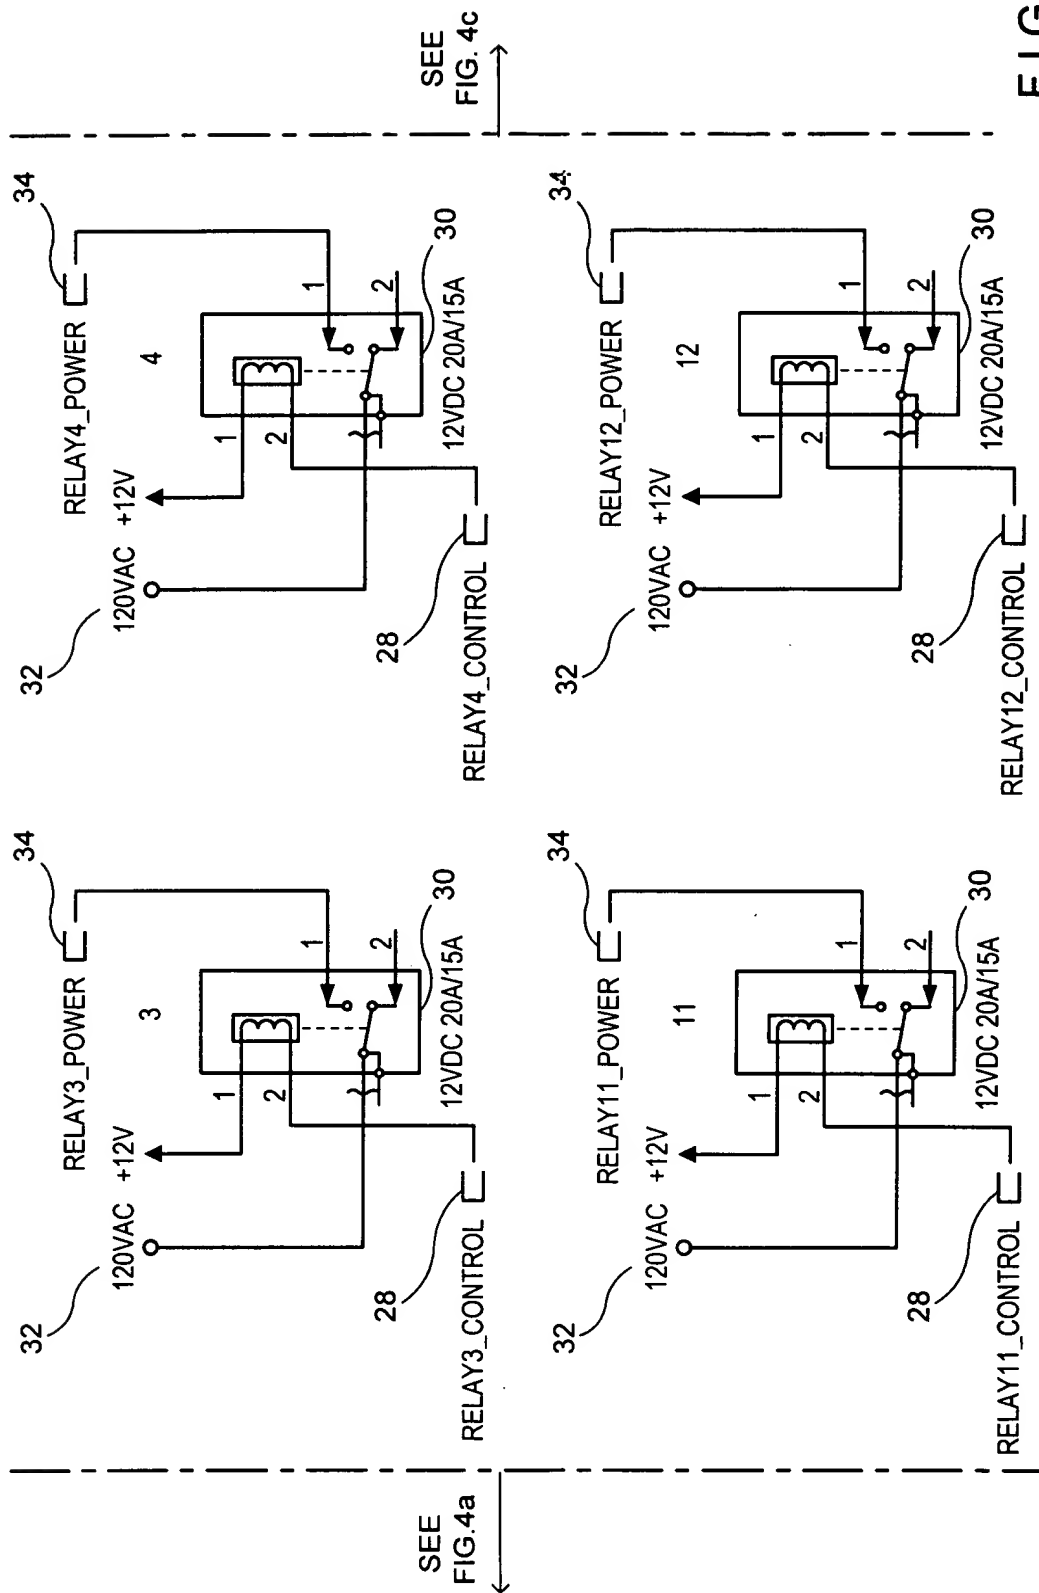 SEE
FIG.4a
32
120VAC
+12V
RELAY3_POWER
34
3
1
2
1
2
30
12VDC 20A/15A
28
RELAY3_CONTROL
32
120VAC
+12V
RELAY4_POWER
34
4
1
2
1
2
30
12VDC 20A/15A
28
RELAY4_CONTROL
SEE
FIG. 4c
32
120VAC
+12V
RELAY11_POWER
34
11
1
2
1
2
30
12VDC 20A/15A
28
RELAY11_CONTROL
32
120VAC
+12V
RELAY12_POWER
34
12
1
2
1
2
30
12VDC 20A/15A
28
RELAY12_CONTROL
FIG